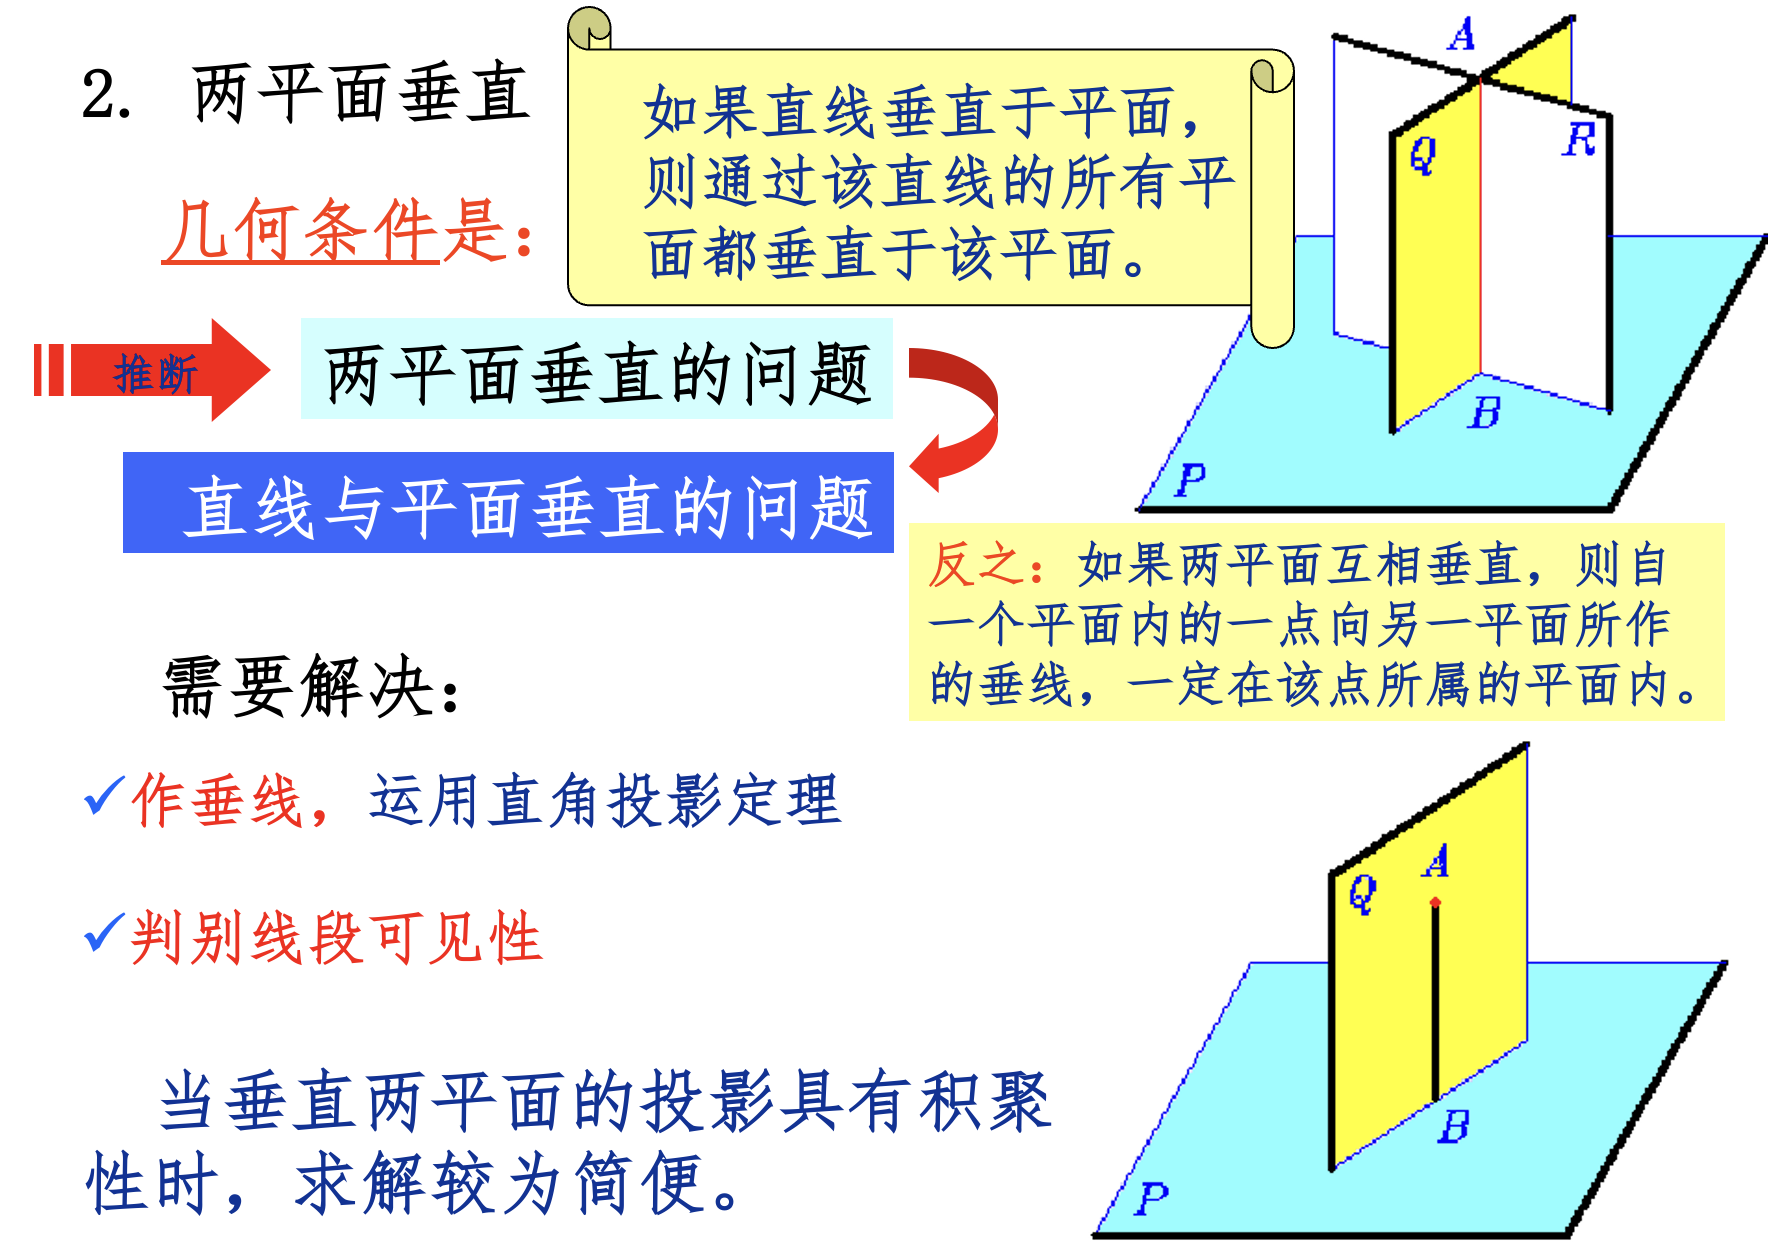 2. 两平面垂直
几何条件是：
如果直线垂直于平面，
则通过该直线的所有平
面都垂直于该平面。
A
Q
R
B
P
推断
两平面垂直的问题
直线与平面垂直的问题
反之：如果两平面互相垂直，则自
一个平面内的一点向另一平面所作
的垂线，一定在该点所属的平面内。
需要解决：
✓作垂线，运用直角投影定理
✓判别线段可见性
当垂直两平面的投影具有积聚
性时，求解较为简便。
A
Q
B
P